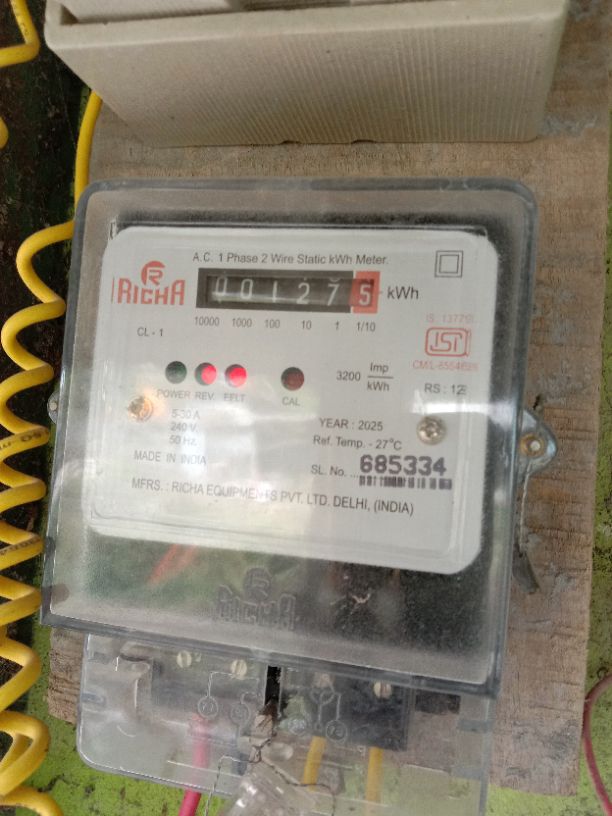 A.C. 1 Phase 2 Wire Static kWh Meter.
R
RICHA
001275 kWh
10000 1000 100 10 1 1/10
CL - 1
IS: 13779
ISI
CM/L-
3200 Imp/kWh
RS : 12
POWER REV. EELT CAL
5-30 A
240 V.
50 Hz.
YEAR : 2025
Ref. Temp. - 27°C
MADE IN INDIA
SL. No. 685334
MFRS. : RICHA EQUIPMENTS PVT. LTD. DELHI, (INDIA)
R
RICHA